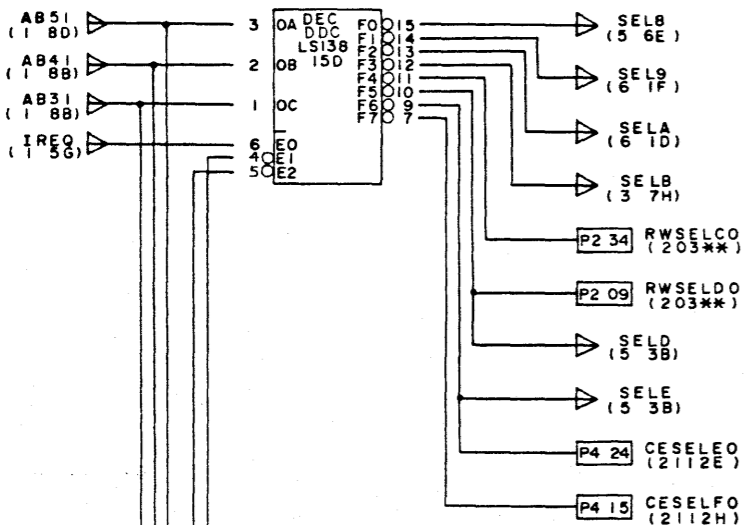 AB51
(1 8D)
AB41
(1 8B)
AB31
(1 8B)
IREQ
(1 5G)
3 OA
2 OB
1 OC
6 E0
4 E1
5 E2
DEC
DDC
LS138
15D
F0 15
F1 14
F2 13
F3 12
F4 11
F5 10
F6 9
F7 7
SEL8
(5 6E)
SEL9
(6 1F)
SELA
(6 1D)
SELB
(3 7H)
P2 34 RWSELC0
(203**)
P2 09 RWSELD0
(203**)
SELD
(5 3B)
SELE
(5 3B)
P4 24 CESELE0
(2112E)
P4 15 CESELF0
(2112H)